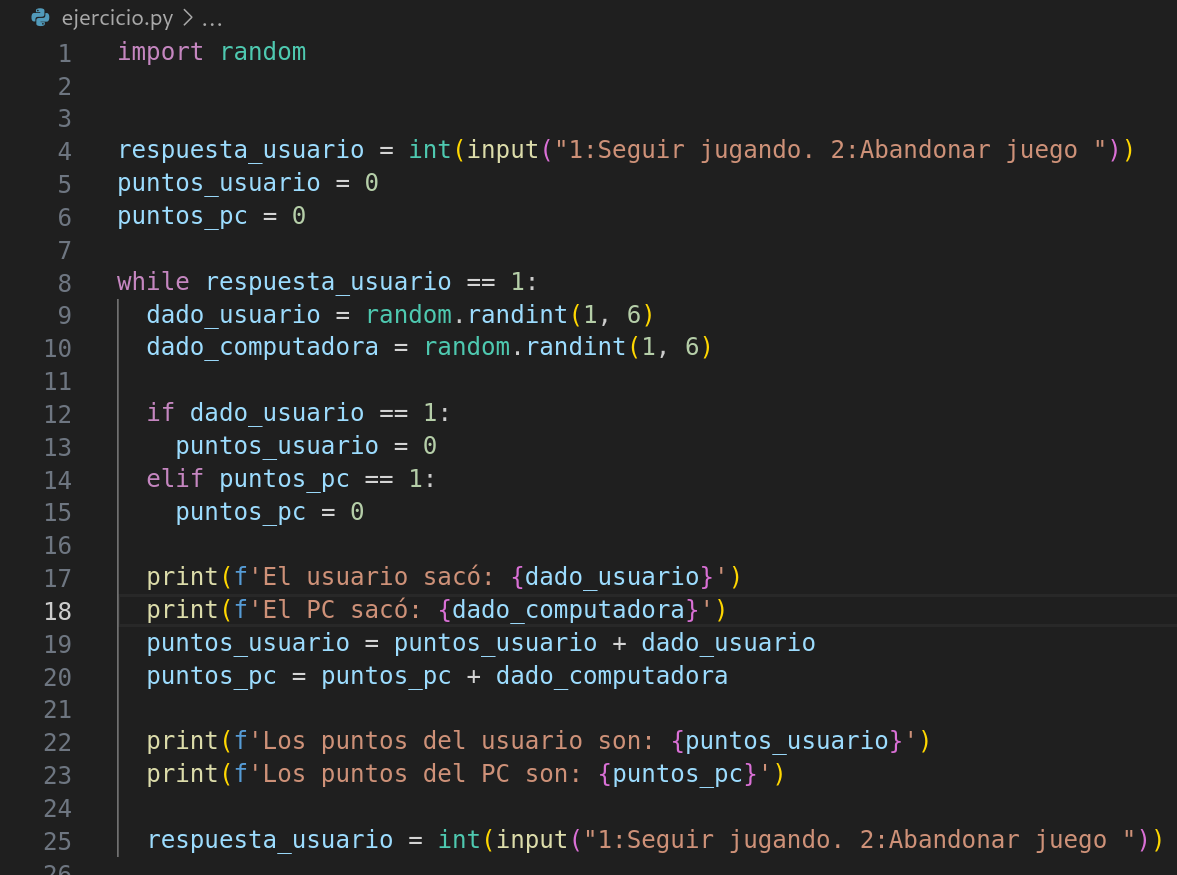 ejercicio.py > ...
1 import random
2
3
4 respuesta_usuario = int(input("1:Seguir jugando. 2:Abandonar juego "))
5 puntos_usuario = 0
6 puntos_pc = 0
7
8 while respuesta_usuario == 1:
9   dado_usuario = random.randint(1, 6)
10   dado_computadora = random.randint(1, 6)
11
12   if dado_usuario == 1:
13     puntos_usuario = 0
14   elif puntos_pc == 1:
15     puntos_pc = 0
16
17   print(f'El usuario sacó: {dado_usuario}')
18   print(f'El PC sacó: {dado_computadora}')
19   puntos_usuario = puntos_usuario + dado_usuario
20   puntos_pc = puntos_pc + dado_computadora
21
22   print(f'Los puntos del usuario son: {puntos_usuario}')
23   print(f'Los puntos del PC son: {puntos_pc}')
24
25   respuesta_usuario = int(input("1:Seguir jugando. 2:Abandonar juego "))
26